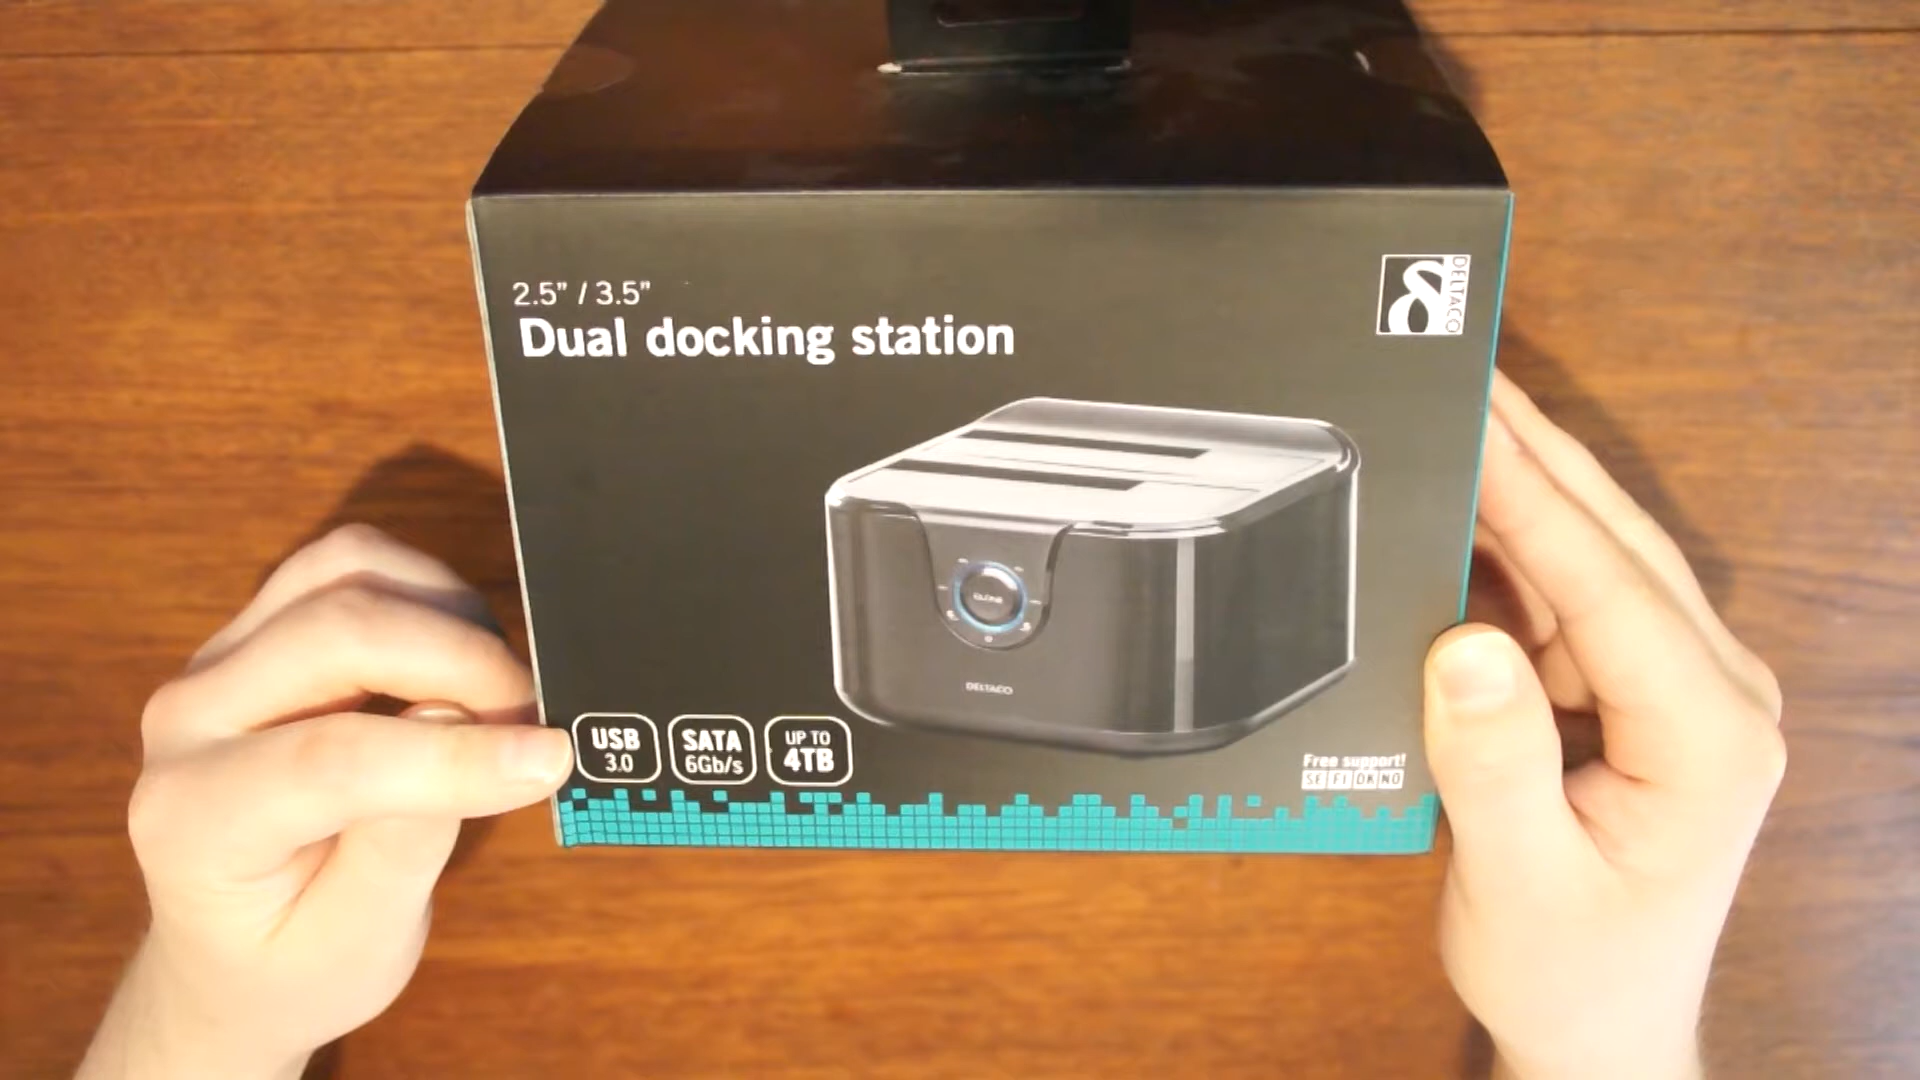 2.5” / 3.5”
Dual docking station
DELTACO
CLONE
DELTACO
USB
3.0
SATA
6Gb/s
UP TO
4TB
Free support!
SE FI DK NO